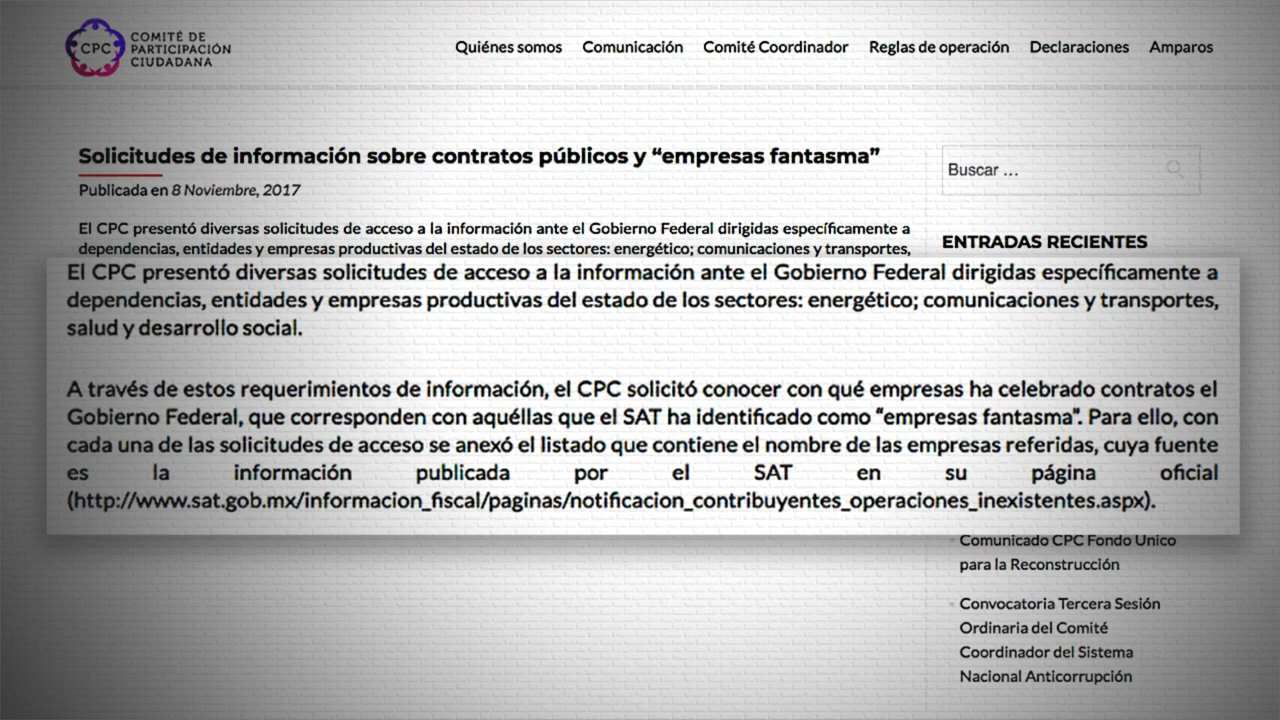 CPC
COMITÉ DE
PARTICIPACIÓN
CIUDADANA
Quiénes somos
Comunicación
Comité Coordinador
Reglas de operación
Declaraciones
Amparos
Solicitudes de información sobre contratos públicos y “empresas fantasma”
Publicada en 8 Noviembre, 2017
El CPC presentó diversas solicitudes de acceso a la información ante el Gobierno Federal dirigidas específicamente a
dependencias, entidades y empresas productivas del estado de los sectores: energético; comunicaciones y transportes,
Buscar ...
ENTRADAS RECIENTES
El CPC presentó diversas solicitudes de acceso a la información ante el Gobierno Federal dirigidas específicamente a
dependencias, entidades y empresas productivas del estado de los sectores: energético; comunicaciones y transportes,
salud y desarrollo social.
A través de estos requerimientos de información, el CPC solicitó conocer con qué empresas ha celebrado contratos el
Gobierno Federal, que corresponden con aquéllas que el SAT ha identificado como “empresas fantasma”. Para ello, con
cada una de las solicitudes de acceso se anexó el listado que contiene el nombre de las empresas referidas, cuya fuente
es la información publicada por el SAT en su página oficial
(http://www.sat.gob.mx/informacion_fiscal/paginas/notificacion_contribuyentes_operaciones_inexistentes.aspx).
Comunicado CPC Fondo Unico
para la Reconstrucción
Convocatoria Tercera Sesión
Ordinaria del Comité
Coordinador del Sistema
Nacional Anticorrupción